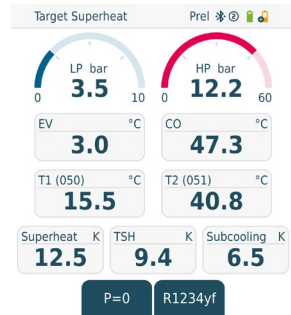 Target Superheat Prel ②
LP bar HP bar
3.5 12.2
0 10 0 60
EV °C CO °C
3.0 47.3
T1 (050) °C T2 (051) °C
15.5 40.8
Superheat K TSH K Subcooling K
12.5 9.4 6.5
P=0 R1234yf